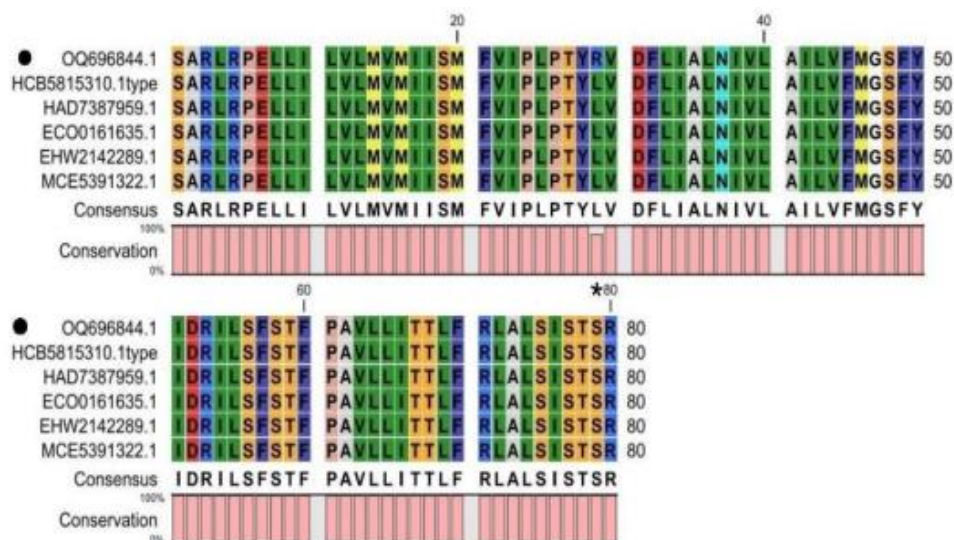 20 40
OQ696844.1 SARLRPELLI LVLMVMIISM FVIPLPTYRV DFLIALNIVL AILVFMGSFY 50
HCB5815310.1type SARLRPELLI LVLMVMIISM FVIPLPTYLV DFLIALNIVL AILVFMGSFY 50
HAD7387959.1 SARLRPELLI LVLMVMIISM FVIPLPTYLV DFLIALNIVL AILVFMGSFY 50
ECO0161635.1 SARLRPELLI LVLMVMIISM FVIPLPTYLV DFLIALNIVL AILVFMGSFY 50
EHW2142289.1 SARLRPELLI LVLMVMIISM FVIPLPTYLV DFLIALNIVL AILVFMGSFY 50
MCE5391322.1 SARLRPELLI LVLMVMIISM FVIPLPTYLV DFLIALNIVL AILVFMGSFY 50
Consensus SARLRPELLI LVLMVMIISM FVIPLPTYLV DFLIALNIVL AILVFMGSFY
100%
Conservation
0%
60 *80
OQ696844.1 IDRILSFSTF PAVLLITTLF RLALSISTSR 80
HCB5815310.1type IDRILSFSTF PAVLLITTLF RLALSISTSR 80
HAD7387959.1 IDRILSFSTF PAVLLITTLF RLALSISTSR 80
ECO0161635.1 IDRILSFSTF PAVLLITTLF RLALSISTSR 80
EHW2142289.1 IDRILSFSTF PAVLLITTLF RLALSISTSR 80
MCE5391322.1 IDRILSFSTF PAVLLITTLF RLALSISTSR 80
Consensus IDRILSFSTF PAVLLITTLF RLALSISTSR
100%
Conservation
0%